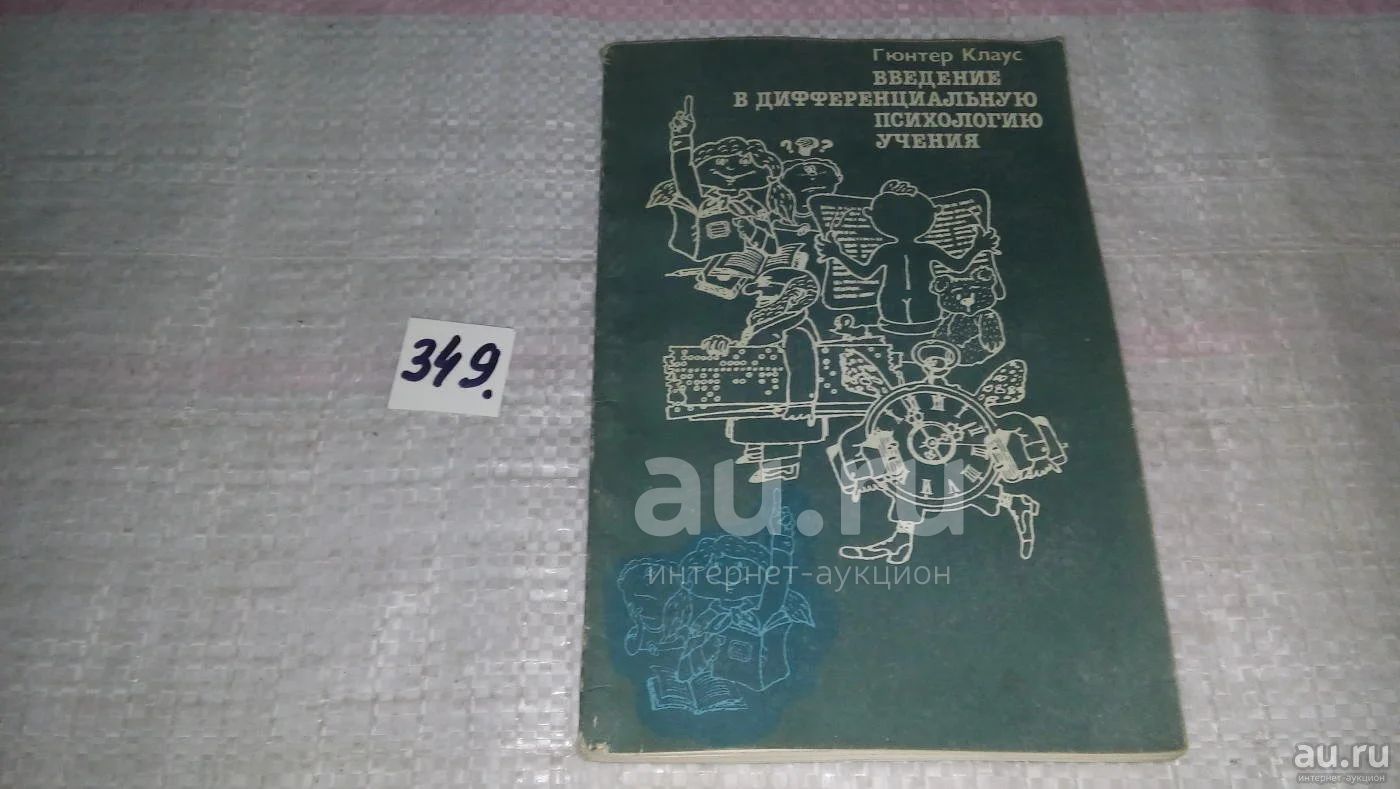 Гюнтер Клаус
ВВЕДЕНИЕ
В ДИФФЕРЕНЦИАЛЬНУЮ
ПСИХОЛОГИЮ
УЧЕНИЯ
? ? ?
349.
au.ru
интернет-аукцион
au.ru
интернет-аукцион